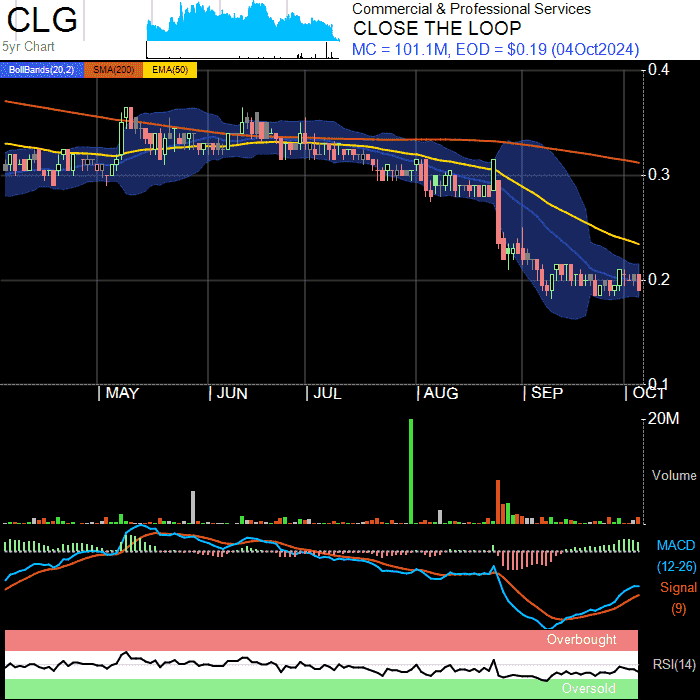 CLG
5yr Chart
Commercial & Professional Services
CLOSE THE LOOP
MC = 101.1M, EOD = $0.19 (04Oct2024)
BollBands(20,2) SMA(200) EMA(50)
0.4
0.3
0.2
0.1
MAY JUN JUL AUG SEP OCT
20M
Volume
MACD
(12-26)
Signal
(9)
Overbought
RSI(14)
Oversold